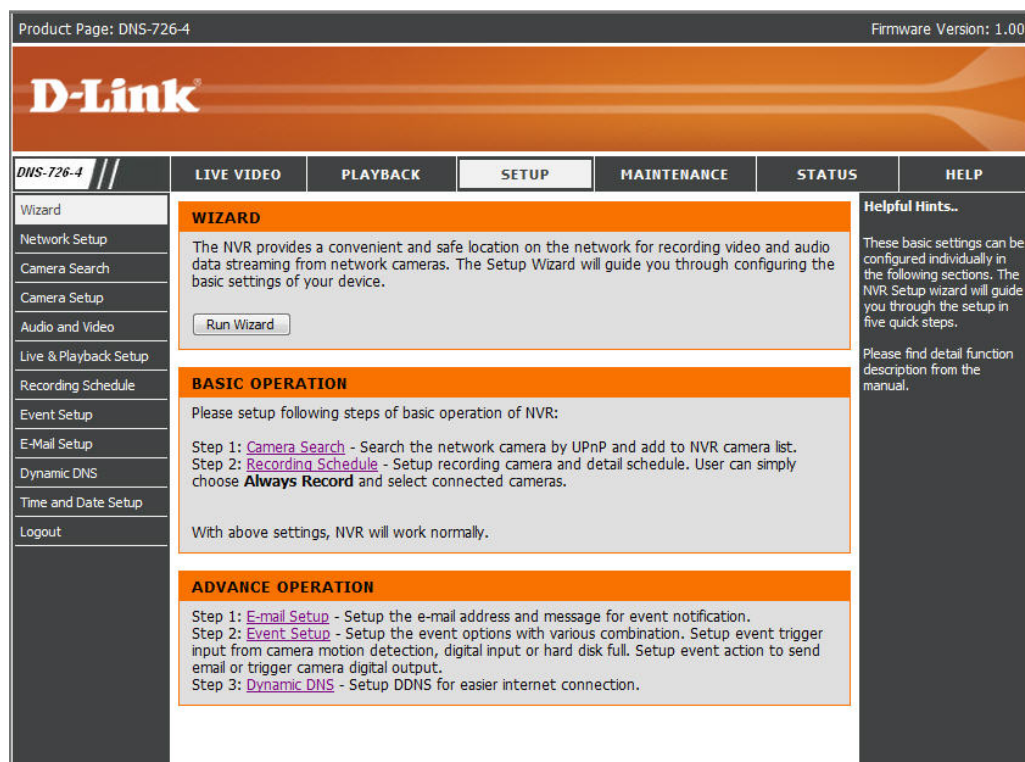 Product Page: DNS-726-4
Firmware Version: 1.00
D-Link®
DNS-726-4
LIVE VIDEO
PLAYBACK
SETUP
MAINTENANCE
STATUS
HELP
Wizard
Network Setup
Camera Search
Camera Setup
Audio and Video
Live & Playback Setup
Recording Schedule
Event Setup
E-Mail Setup
Dynamic DNS
Time and Date Setup
Logout
WIZARD
The NVR provides a convenient and safe location on the network for recording video and audio
data streaming from network cameras. The Setup Wizard will guide you through configuring the
basic settings of your device.
Run Wizard
BASIC OPERATION
Please setup following steps of basic operation of NVR:
Step 1: Camera Search - Search the network camera by UPnP and add to NVR camera list.
Step 2: Recording Schedule - Setup recording camera and detail schedule. User can simply
choose Always Record and select connected cameras.
With above settings, NVR will work normally.
ADVANCE OPERATION
Step 1: E-mail Setup - Setup the e-mail address and message for event notification.
Step 2: Event Setup - Setup the event options with various combination. Setup event trigger
input from camera motion detection, digital input or hard disk full. Setup event action to send
email or trigger camera digital output.
Step 3: Dynamic DNS - Setup DDNS for easier internet connection.
Helpful Hints..
These basic settings can be
configured individually in
the following sections. The
NVR Setup wizard will guide
you through the setup in
five quick steps.
Please find detail function
description from the
manual.